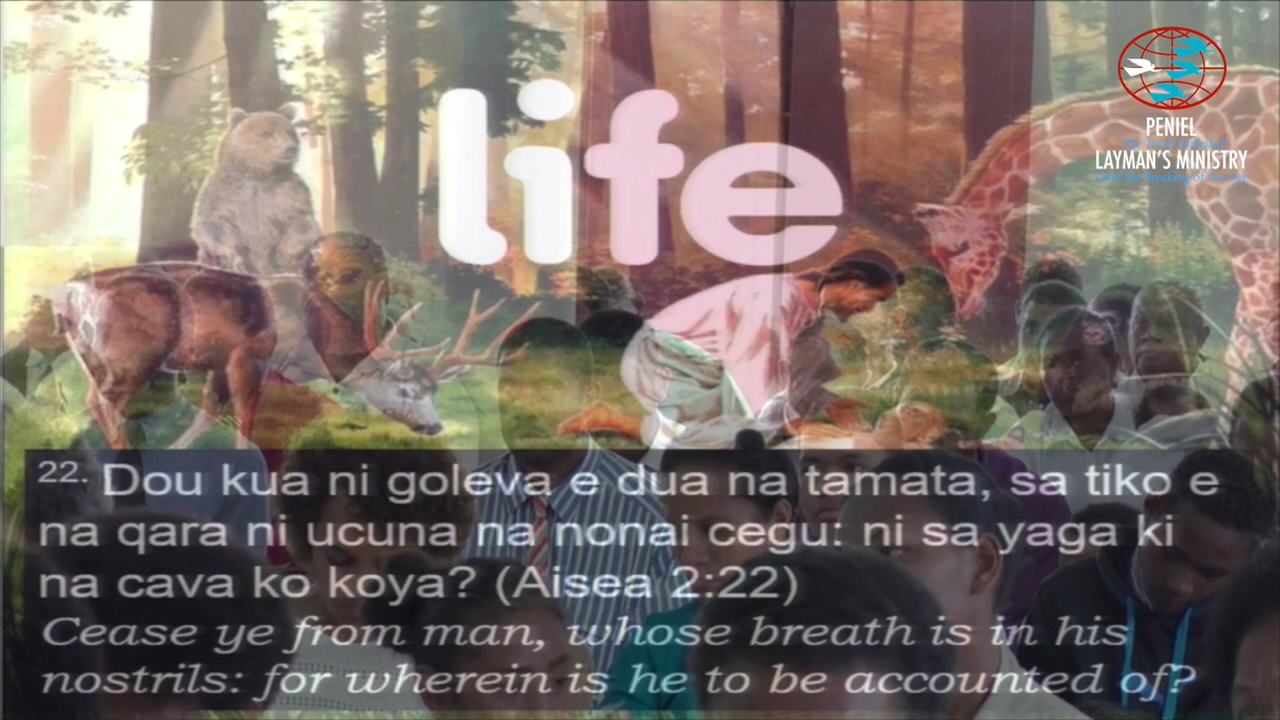 life
PENIEL
LAYMAN'S MINISTRY
22. Dou kua ni goleva e dua na tamata, sa tiko e
na qara ni ucuna na nonai cegu: ni sa yaga ki
na cava ko koya? (Aisea 2:22)
Cease ye from man, whose breath is in his
nostrils: for wherein is he to be accounted of?